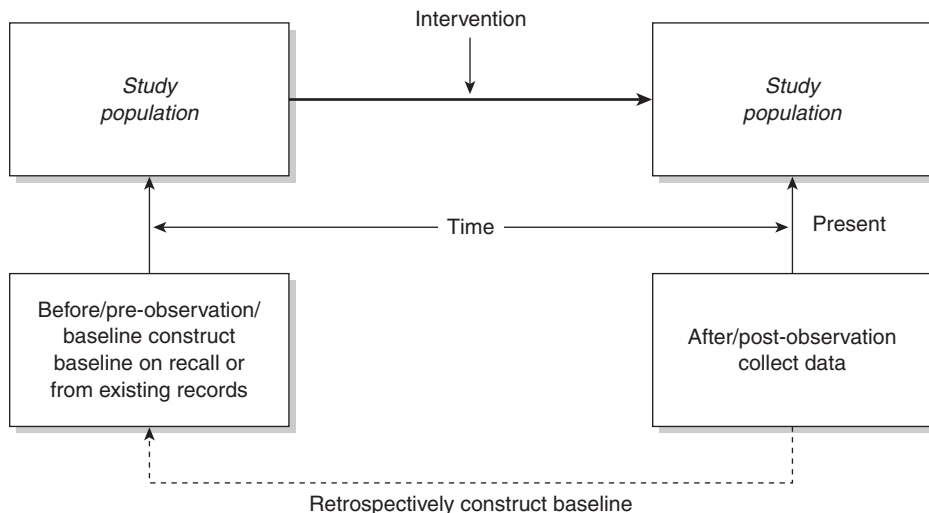 Intervention
Study
population
Study
population
Time
Present
Before/pre-observation/
baseline construct
baseline on recall or
from existing records
After/post-observation
collect data
Retrospectively construct baseline